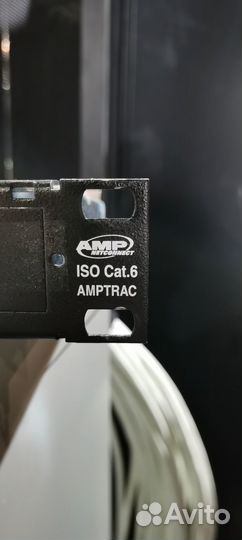 AMP
NETCONNECT
ISO Cat.6
AMPTRAC
Avito